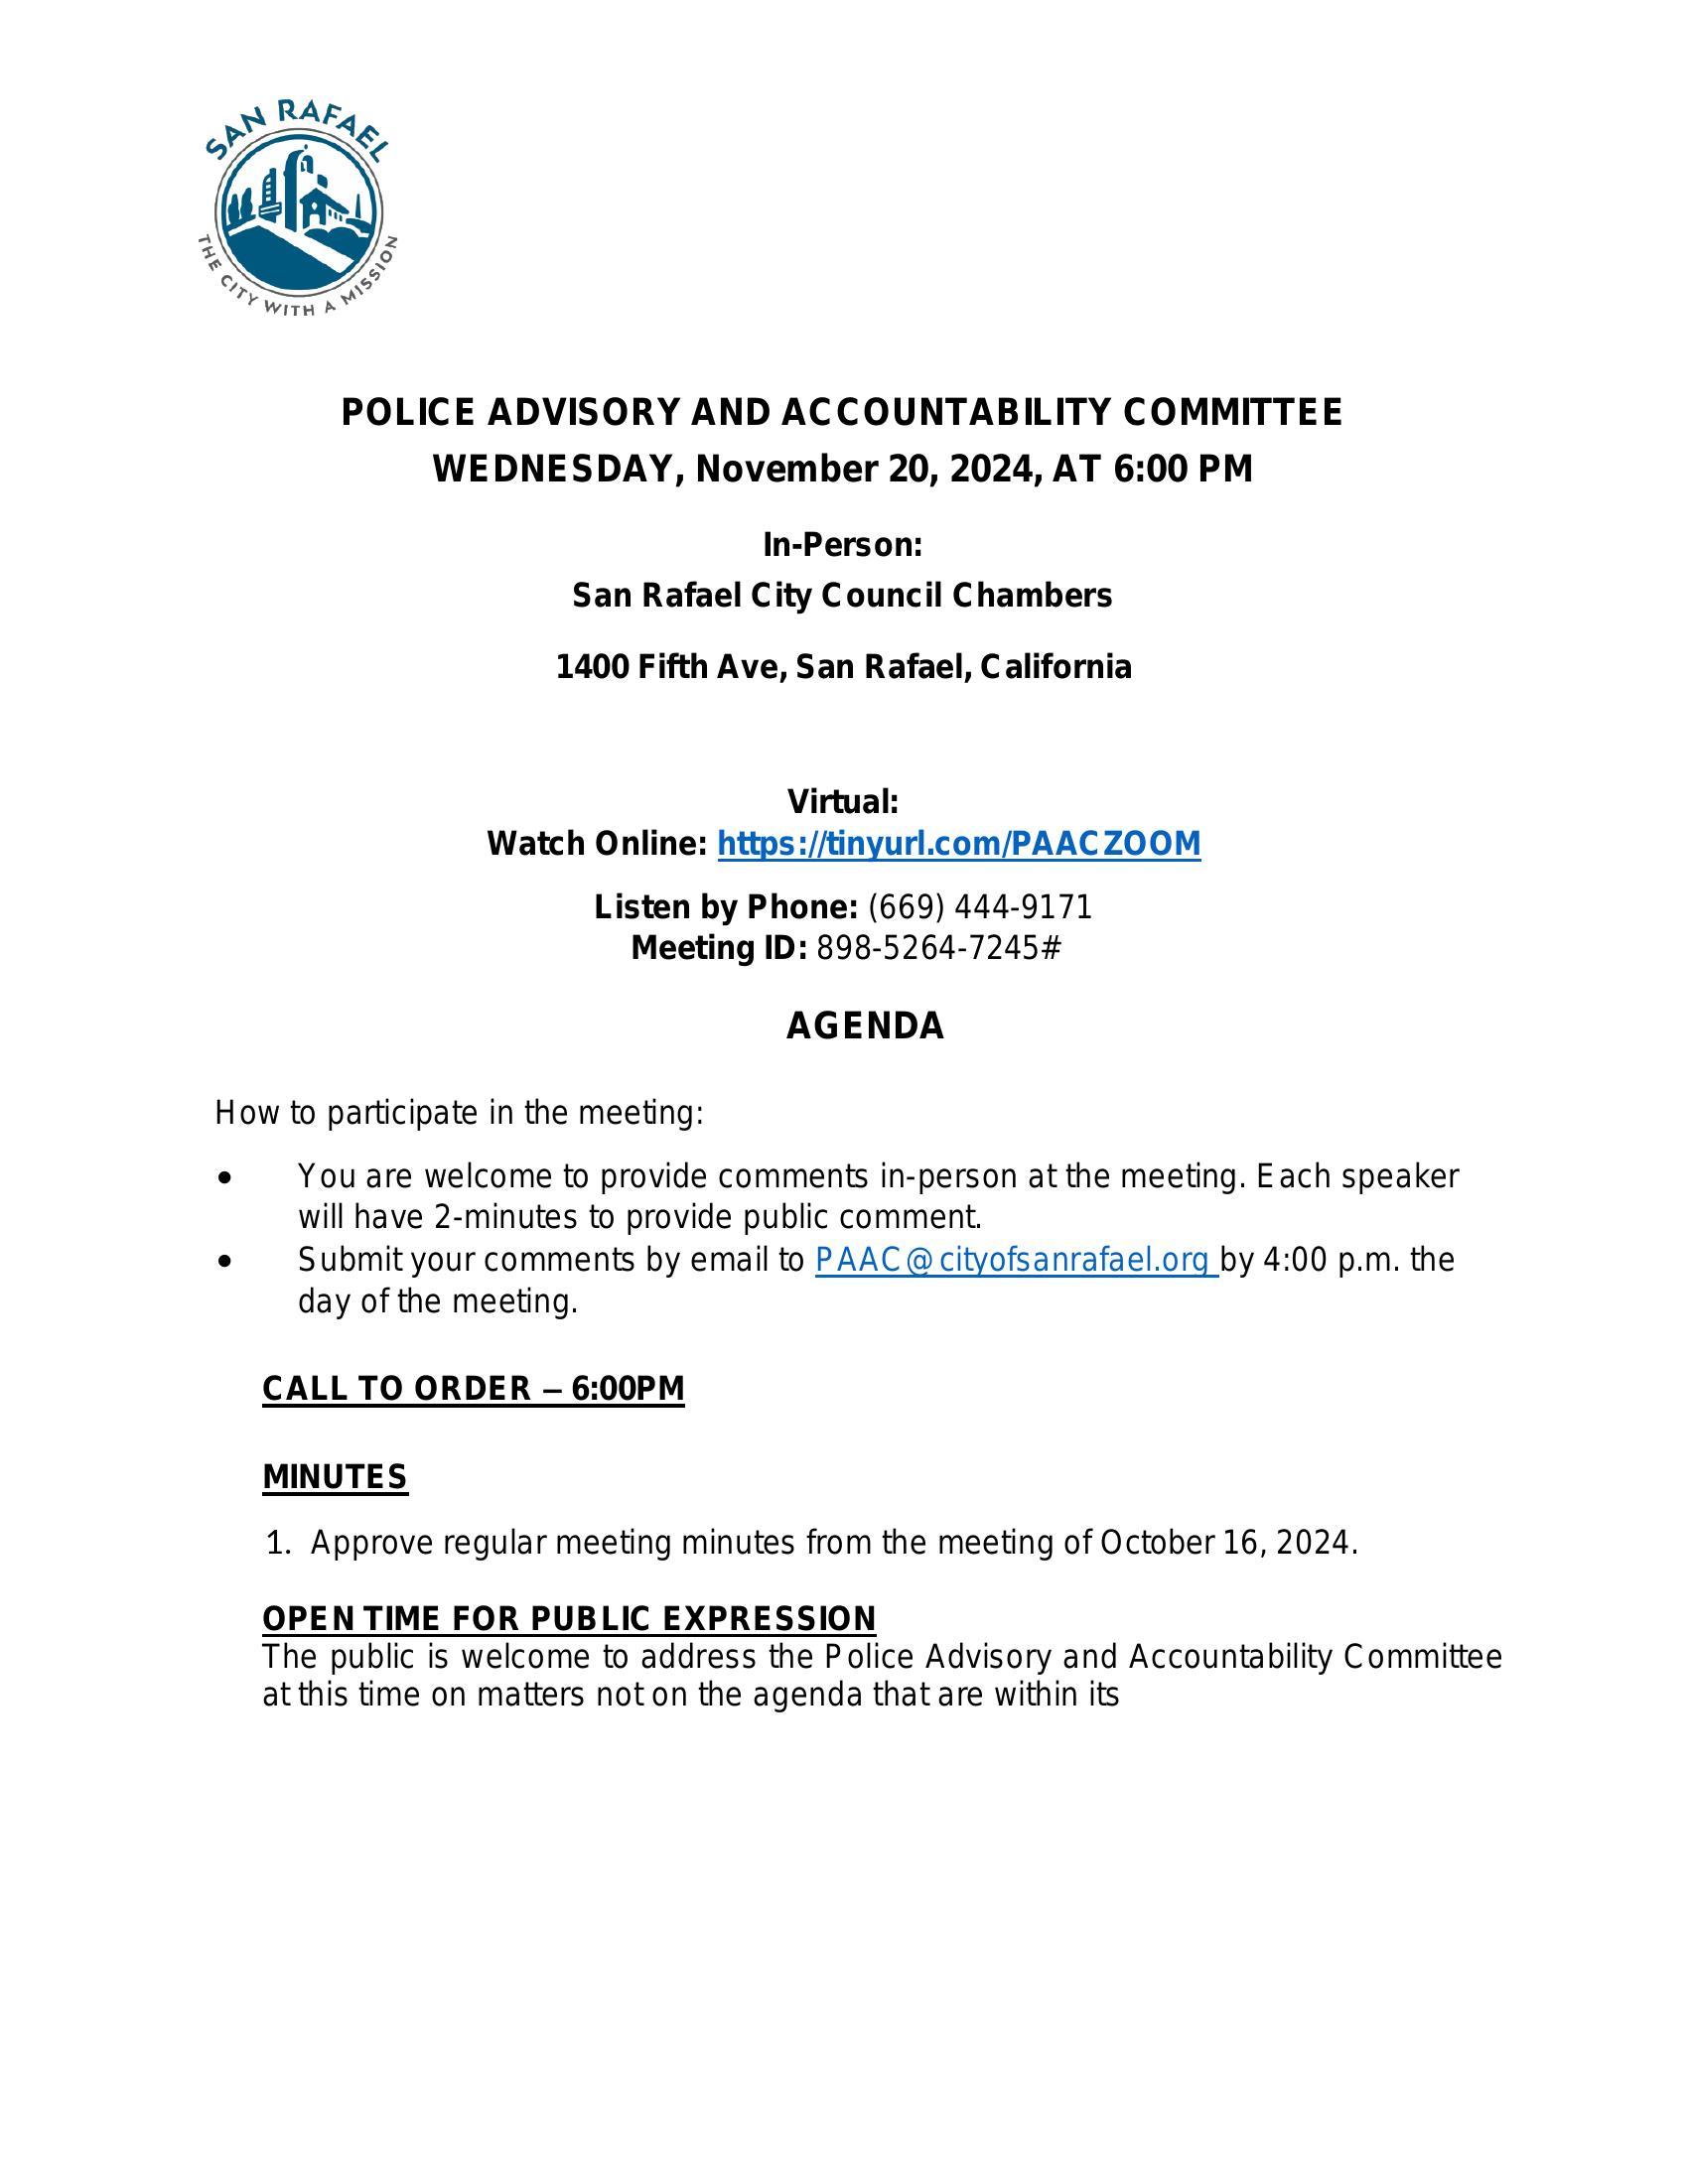 SAN RAFAEL
THE CITY WITH A MISSION
POLICE ADVISORY AND ACCOUNTABILITY COMMITTEE
WEDNESDAY, November 20, 2024, AT 6:00 PM
In-Person:
San Rafael City Council Chambers
1400 Fifth Ave, San Rafael, California
Virtual:
Watch Online: https://tinyurl.com/PAACZOOM
Listen by Phone: (669) 444-9171
Meeting ID: 898-5264-7245#
AGENDA
How to participate in the meeting:
• You are welcome to provide comments in-person at the meeting. Each speaker
will have 2-minutes to provide public comment.
• Submit your comments by email to PAAC@cityofsanrafael.org by 4:00 p.m. the
day of the meeting.
CALL TO ORDER – 6:00PM
MINUTES
1. Approve regular meeting minutes from the meeting of October 16, 2024.
OPEN TIME FOR PUBLIC EXPRESSION
The public is welcome to address the Police Advisory and Accountability Committee
at this time on matters not on the agenda that are within its